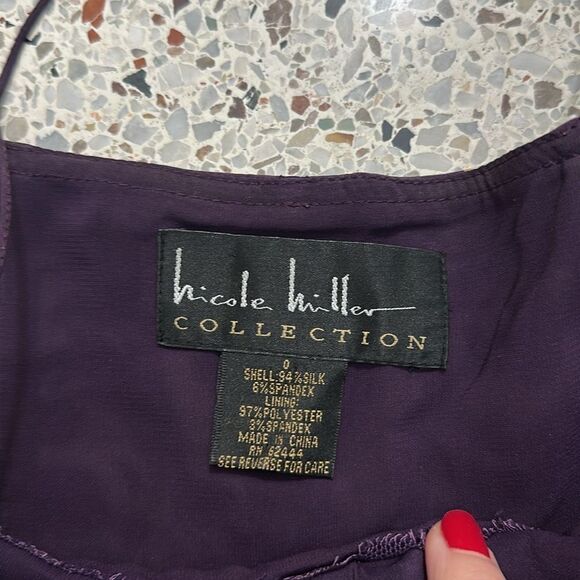 nicole miller
COLLECTION
0
SHELL:94%SILK
6%SPANDEX
LINING:
97%POLYESTER
3%SPANDEX
MADE IN CHINA
RN 62444
SEE REVERSE FOR CARE